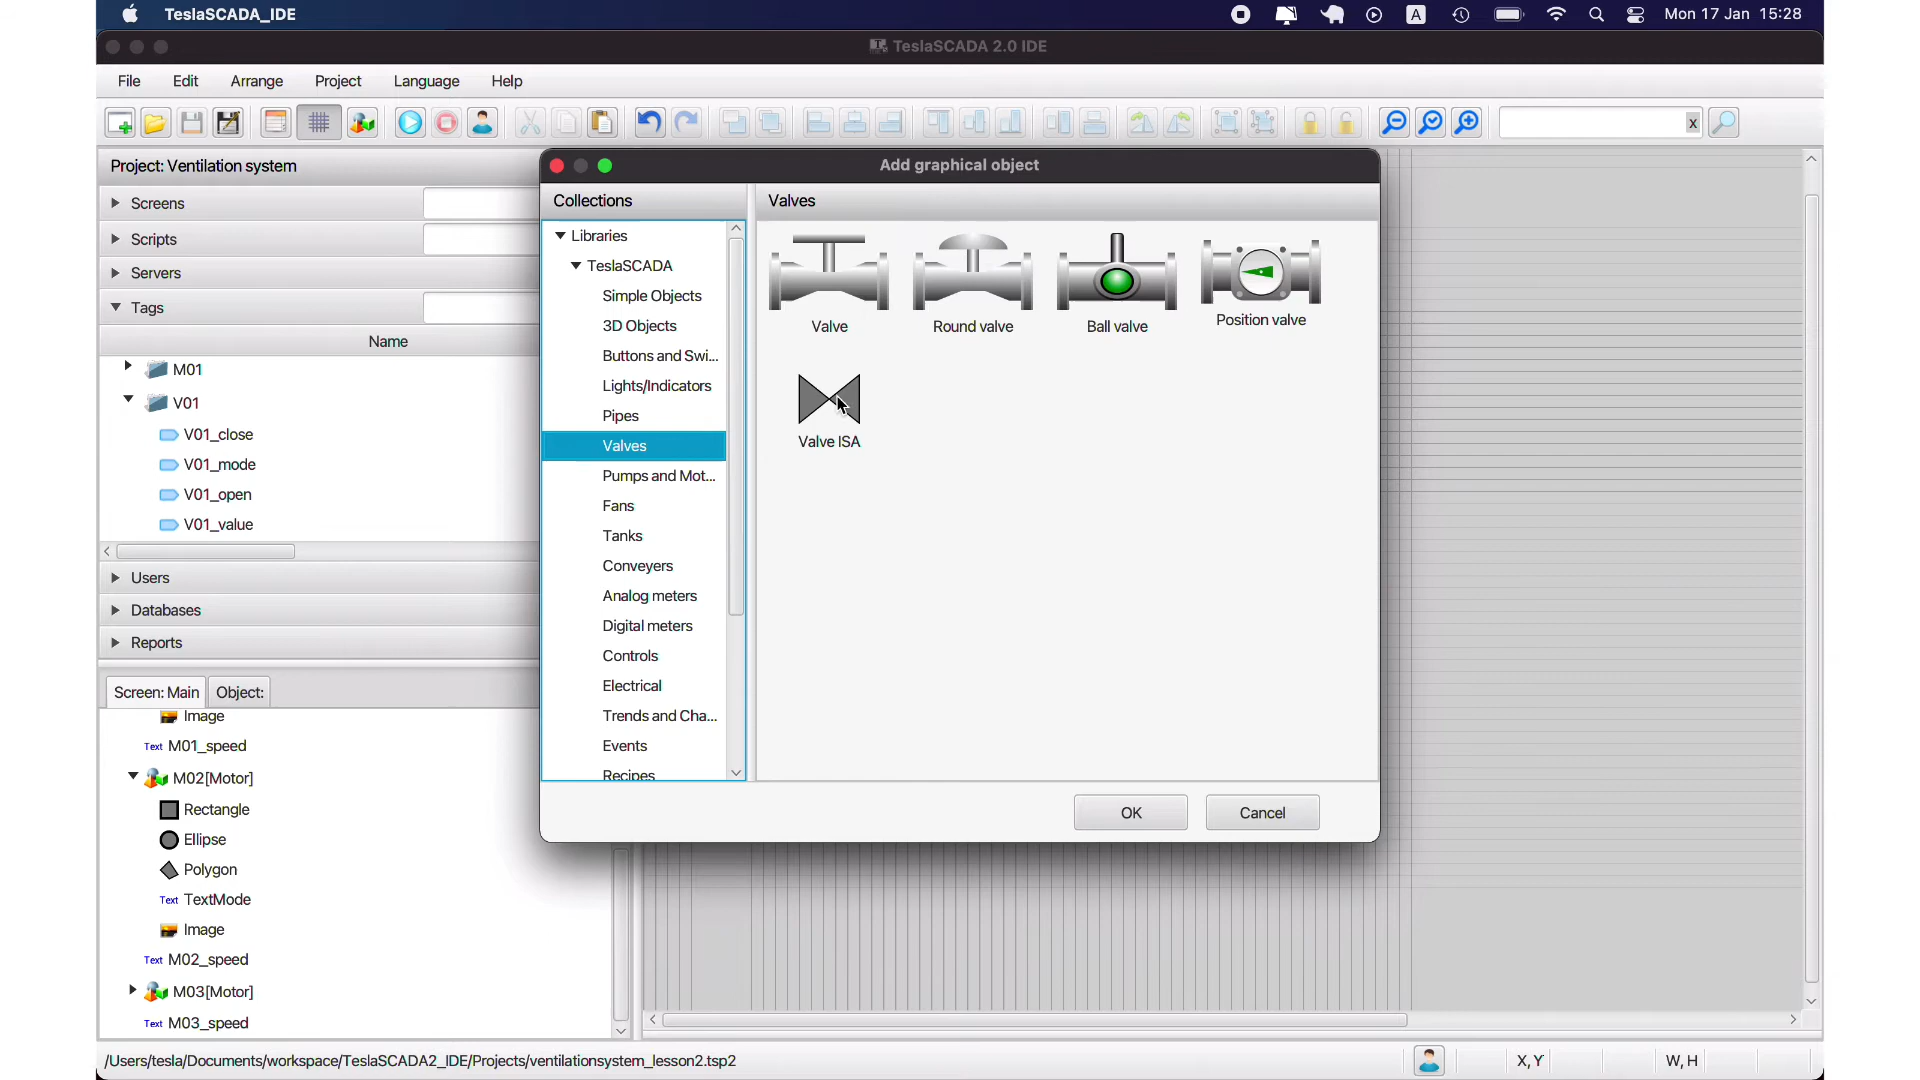 TeslaSCADA_IDE
A
Mon 17 Jan 15:28
TeslaSCADA 2.0 IDE
File Edit Arrange Project Language Help
x
Project: Ventilation system
Screens
Scripts
Servers
Tags
Name
M01
V01
V01_close
V01_mode
V01_open
V01_value
Users
Databases
Reports
Screen: Main Object:
Image
Text M01_speed
M02[Motor]
Rectangle
Ellipse
Polygon
Text TextMode
Image
Text M02_speed
M03[Motor]
Text M03_speed
Add graphical object
Collections
Libraries
TeslaSCADA
Simple Objects
3D Objects
Buttons and Swi...
Lights/Indicators
Pipes
Valves
Pumps and Mot...
Fans
Tanks
Conveyers
Analog meters
Digital meters
Controls
Electrical
Trends and Cha...
Events
Recipes
Valves
Valve
Round valve
Ball valve
Position valve
Valve ISA
OK
Cancel
/Users/tesla/Documents/workspace/TeslaSCADA2_IDE/Projects/ventilationsystem_lesson2.tsp2
X, Y
W, H